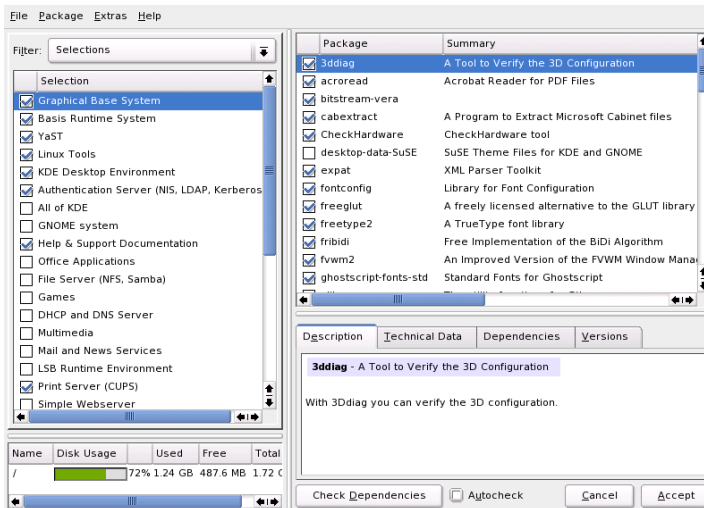 File Package Extras Help
Filter: Selections
Selection
Graphical Base System
Basis Runtime System
YaST
Linux Tools
KDE Desktop Environment
Authentication Server (NIS, LDAP, Kerberos
All of KDE
GNOME system
Help & Support Documentation
Office Applications
File Server (NFS, Samba)
Games
DHCP and DNS Server
Multimedia
Mail and News Services
LSB Runtime Environment
Print Server (CUPS)
Simple Webserver
Name Disk Usage Used Free Total
/ 72% 1.24 GB 487.6 MB 1.72 G
Package Summary
3ddiag A Tool to Verify the 3D Configuration
acroread Acrobat Reader for PDF Files
bitstream-vera
cabextract A Program to Extract Microsoft Cabinet files
CheckHardware CheckHardware tool
desktop-data-SuSE SuSE Theme Files for KDE and GNOME
expat XML Parser Toolkit
fontconfig Library for Font Configuration
freeglut A freely licensed alternative to the GLUT library
freetype2 A TrueType font library
fribidi Free Implementation of the BiDi Algorithm
fvwm2 An Improved Version of the FVWM Window Mana
ghostscript-fonts-std Standard Fonts for Ghostscript
Description Technical Data Dependencies Versions
3ddiag - A Tool to Verify the 3D Configuration
With 3Ddiag you can verify the 3D configuration.
Check Dependencies Autocheck Cancel Accept